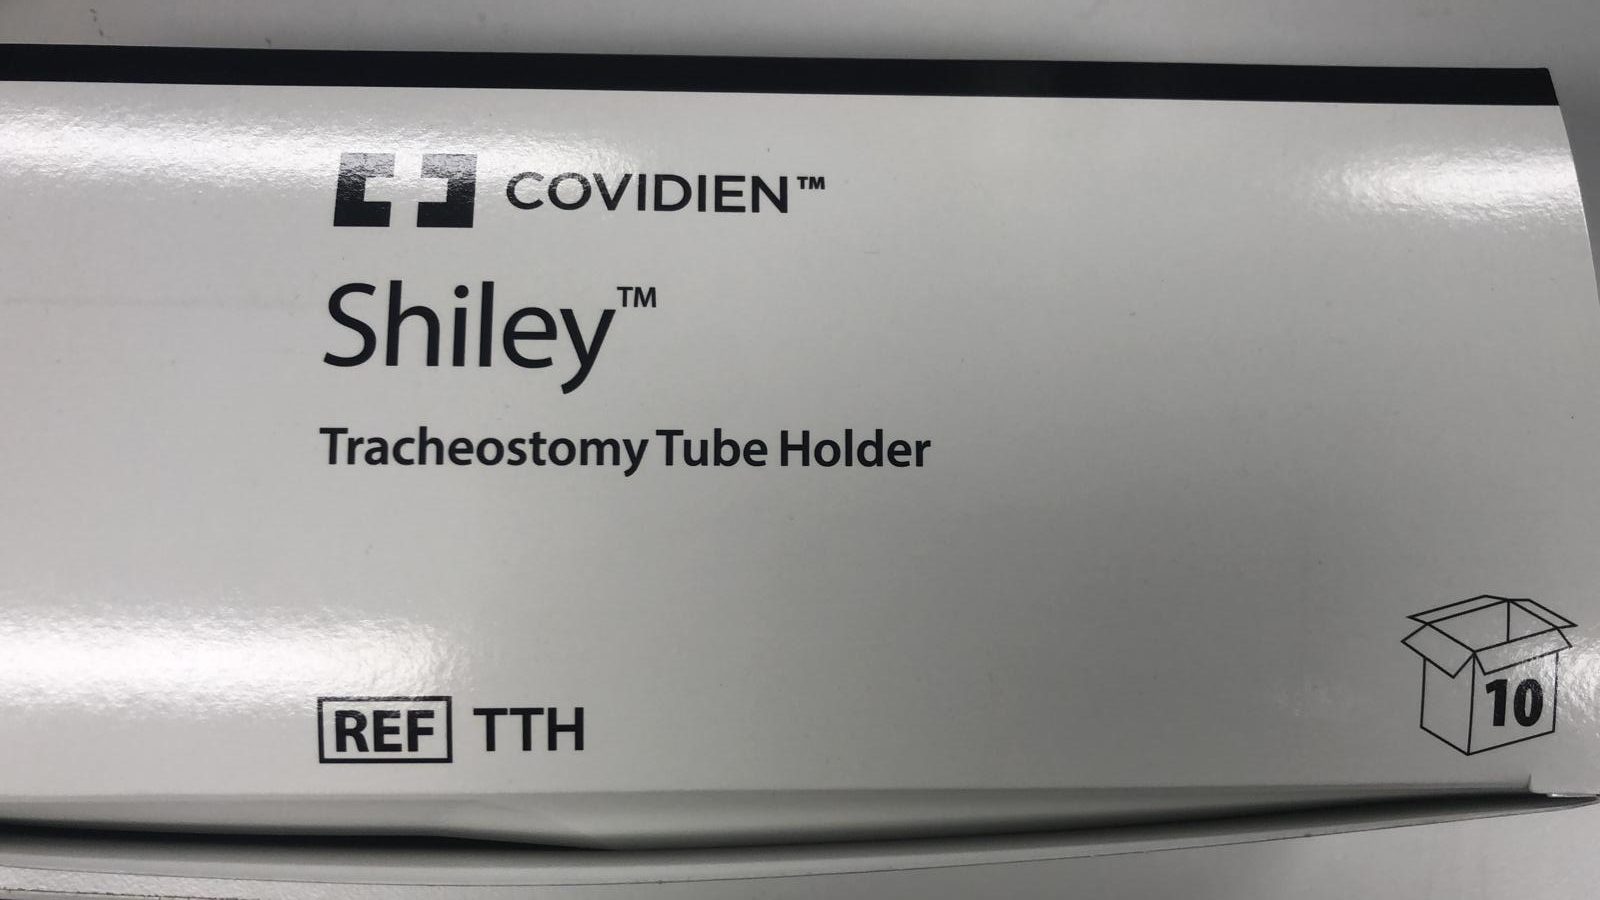 COVIDIEN™
Shiley™
Tracheostomy Tube Holder
REF TTH
10